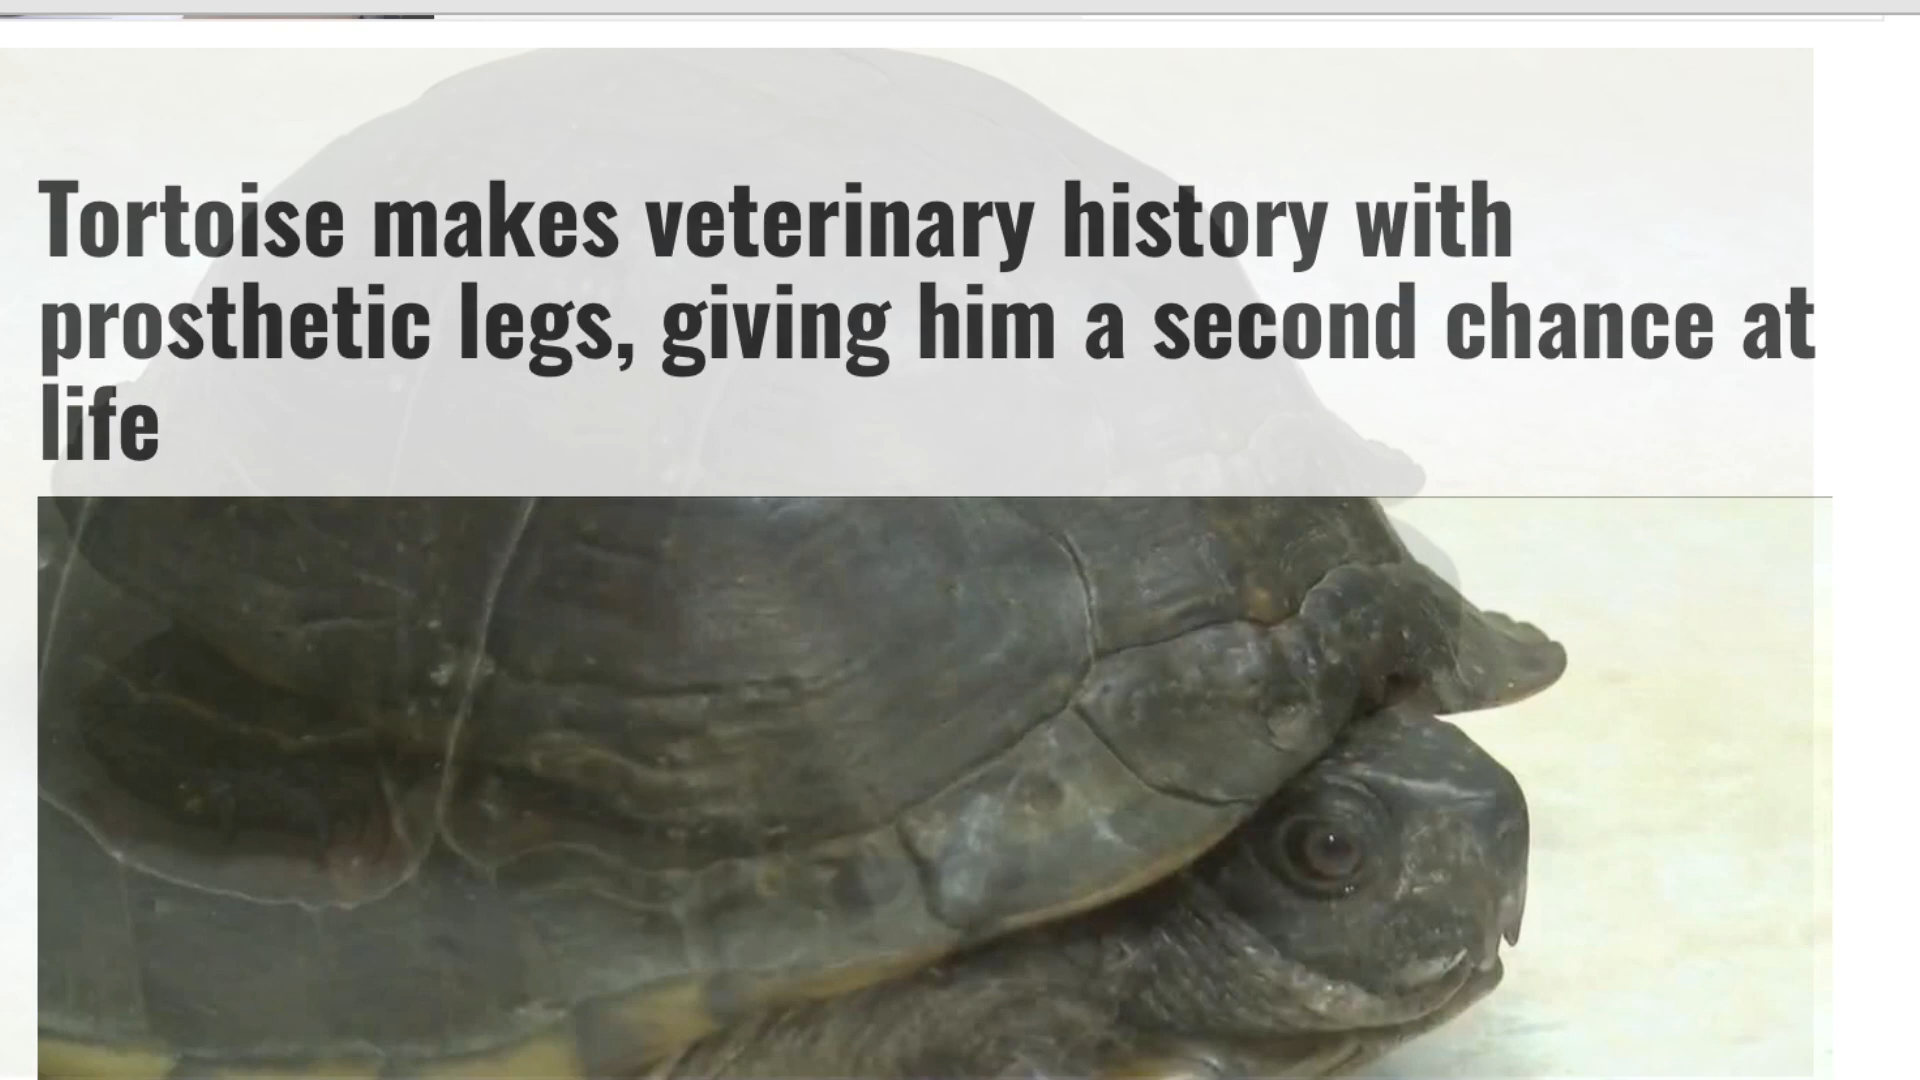 Tortoise makes veterinary history with
prosthetic legs, giving him a second chance at
life